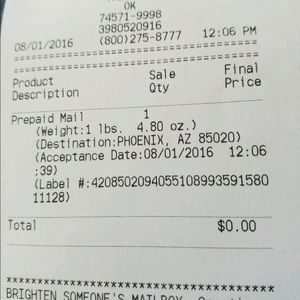 OK
74571-9998
3980520916
08/01/2016 (800)275-8777 12:06 PM
========================================
========================================
Product Sale Final
Description Qty Price
Prepaid Mail 1
(Weight:1 lbs. 4.80 oz.)
(Destination:PHOENIX, AZ 85020)
(Acceptance Date:08/01/2016 12:06
:39)
(Label #:4208502094055108993591580
11128)
Total $0.00
****************************************
BRIGHTEN SOMEONE'S MAILBOX.